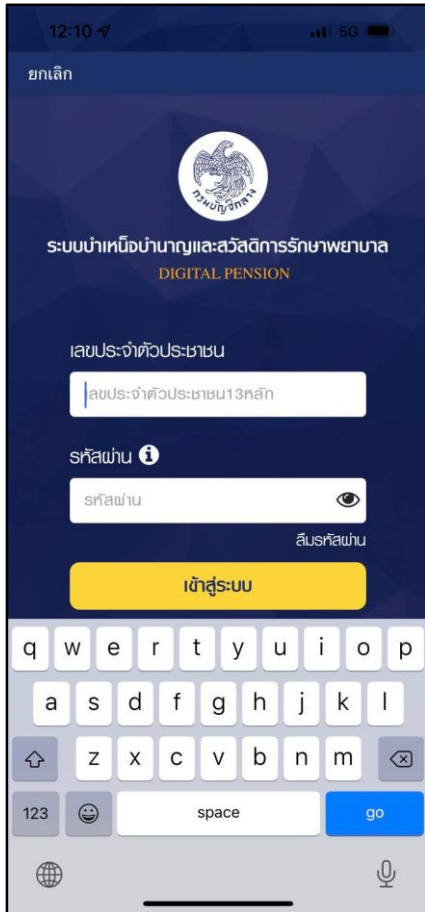 12:10
5G
ยกเลิก
กรมบัญชีกลาง
ระบบบำเหน็จบำนาญและสวัสดิการรักษาพยาบาล
DIGITAL PENSION
เลขประจำตัวประชาชน
เลขประจำตัวประชาชน13หลัก
รหัสผ่าน
รหัสผ่าน
ลืมรหัสผ่าน
เข้าสู่ระบบ
q w e r t y u i o p
a s d f g h j k l
z x c v b n m
123 space go